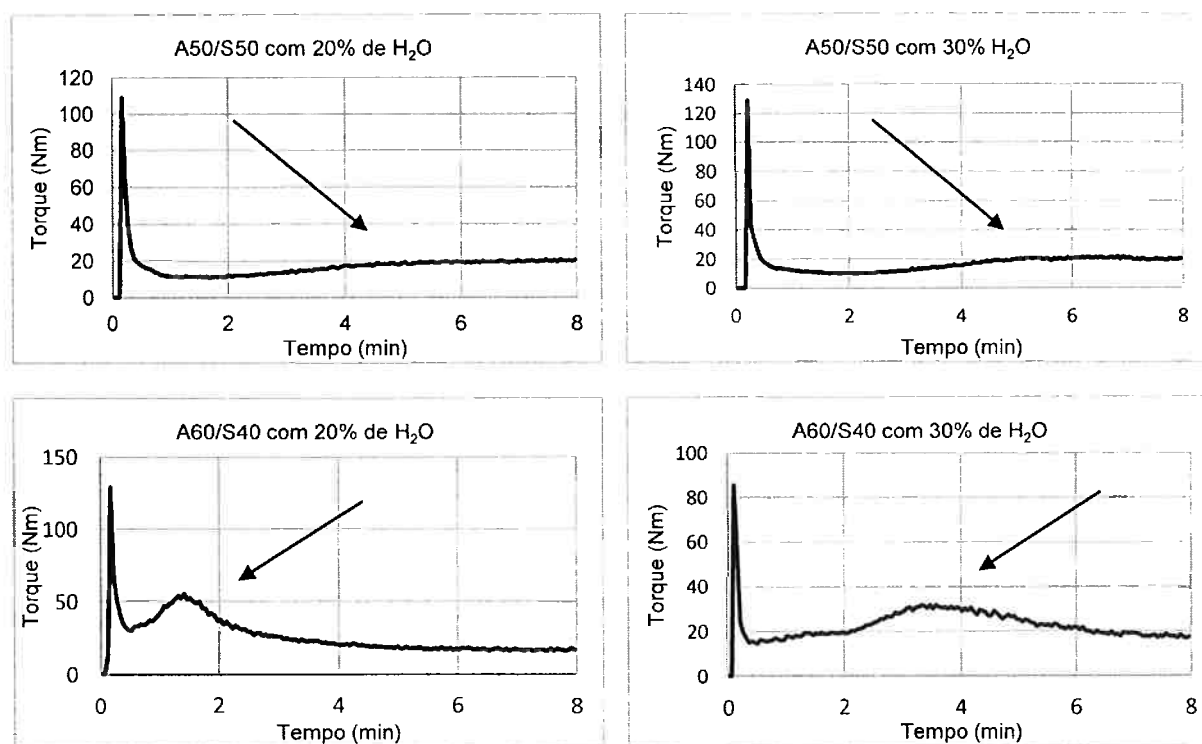 A50/S50 com 20% de H₂O
Torque (Nm)
120
100
80
60
40
20
0
0 2 4 6 8
Tempo (min)
A50/S50 com 30% H₂O
Torque (Nm)
140
120
100
80
60
40
20
0
0 2 4 6 8
Tempo (min)
A60/S40 com 20% de H₂O
Torque (Nm)
150
100
50
0
0 2 4 6 8
Tempo (min)
A60/S40 com 30% de H₂O
Torque (Nm)
100
80
60
40
20
0
0 2 4 6 8
Tempo (min)